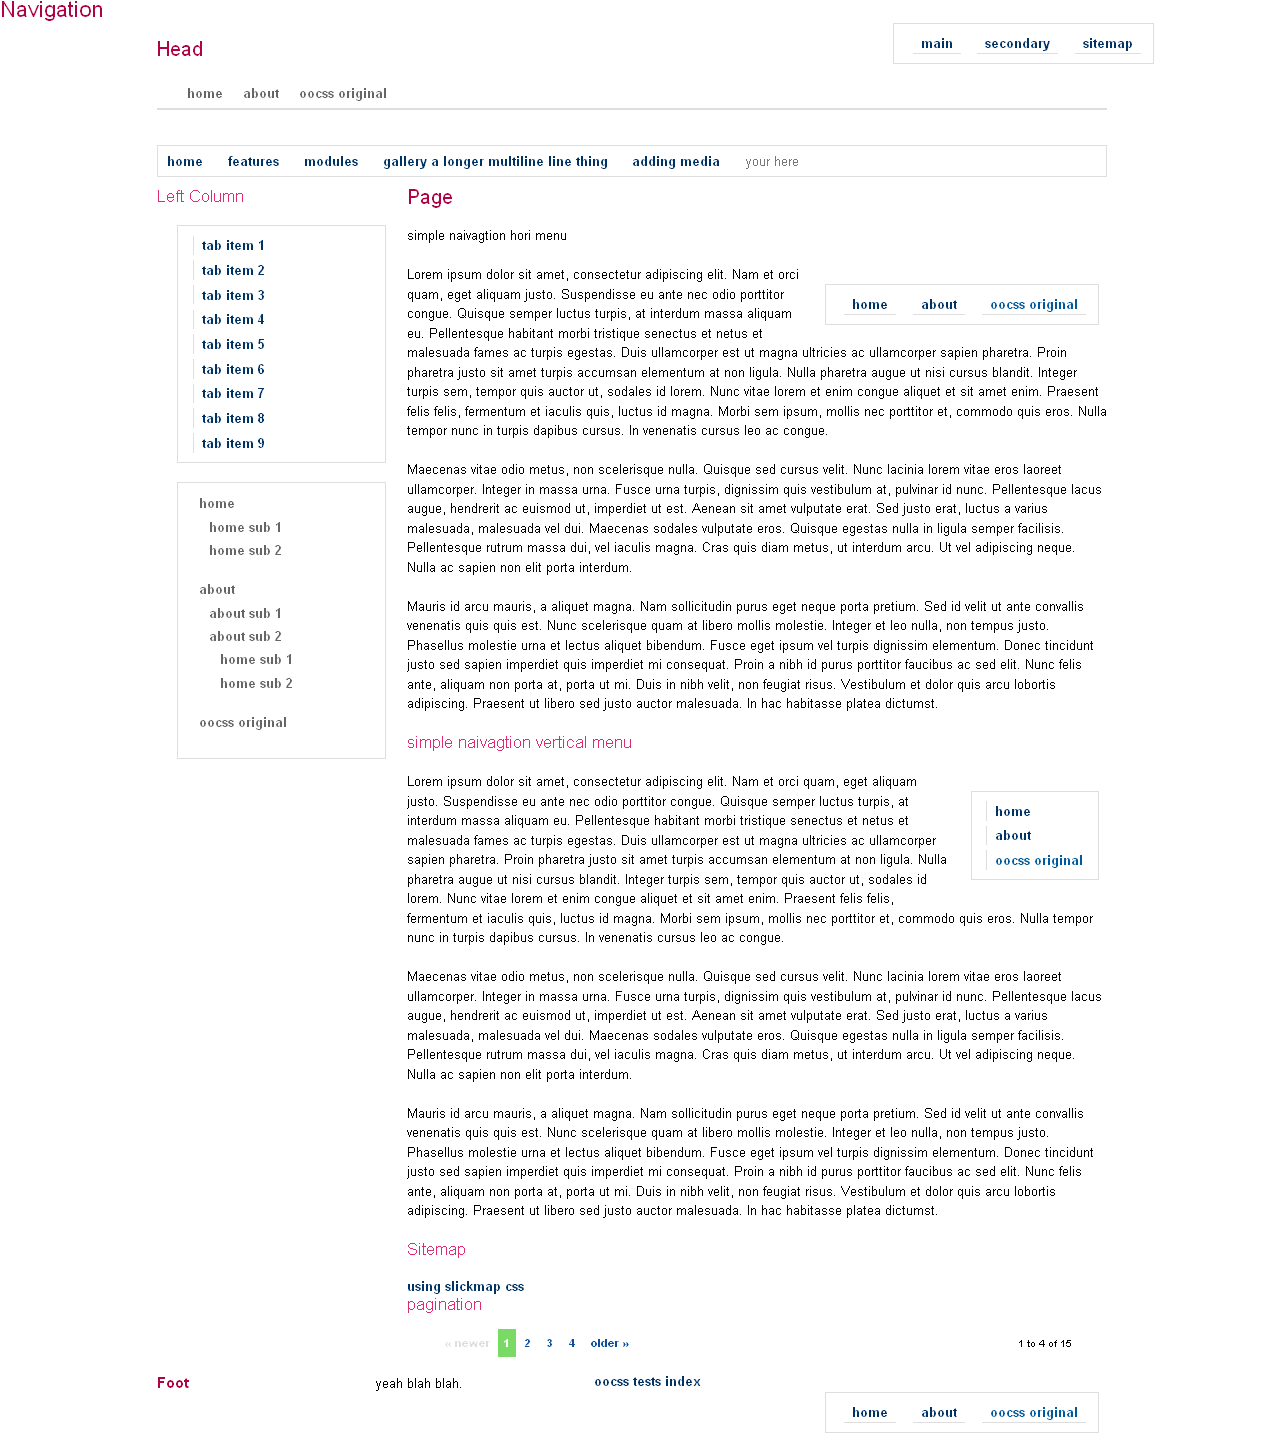 Navigation
Head
main secondary sitemap
home about oocss original
home features modules gallery a longer multiline line thing adding media your here
Left Column
tab item 1
tab item 2
tab item 3
tab item 4
tab item 5
tab item 6
tab item 7
tab item 8
tab item 9
home
home sub 1
home sub 2
about
about sub 1
about sub 2
home sub 1
home sub 2
oocss original
Page
simple naivagtion hori menu
home about oocss original
Lorem ipsum dolor sit amet, consectetur adipiscing elit. Nam et orci
quam, eget aliquam justo. Suspendisse eu ante nec odio porttitor
congue. Quisque semper luctus turpis, at interdum massa aliquam
eu. Pellentesque habitant morbi tristique senectus et netus et
malesuada fames ac turpis egestas. Duis ullamcorper est ut magna ultricies ac ullamcorper sapien pharetra. Proin
pharetra justo sit amet turpis accumsan elementum at non ligula. Nulla pharetra augue ut nisi cursus blandit. Integer
turpis sem, tempor quis auctor ut, sodales id lorem. Nunc vitae lorem et enim congue aliquet et sit amet enim. Praesent
felis felis, fermentum et iaculis quis, luctus id magna. Morbi sem ipsum, mollis nec porttitor et, commodo quis eros. Nulla
tempor nunc in turpis dapibus cursus. In venenatis cursus leo ac congue.
Maecenas vitae odio metus, non scelerisque nulla. Quisque sed cursus velit. Nunc lacinia lorem vitae eros laoreet
ullamcorper. Integer in massa urna. Fusce urna turpis, dignissim quis vestibulum at, pulvinar id nunc. Pellentesque lacus
augue, hendrerit ac euismod ut, imperdiet ut est. Aenean sit amet vulputate erat. Sed justo erat, luctus a varius
malesuada, malesuada vel dui. Maecenas sodales vulputate eros. Quisque egestas nulla in ligula semper facilisis.
Pellentesque rutrum massa dui, vel iaculis magna. Cras quis diam metus, ut interdum arcu. Ut vel adipiscing neque.
Nulla ac sapien non elit porta interdum.
Mauris id arcu mauris, a aliquet magna. Nam sollicitudin purus eget neque porta pretium. Sed id velit ut ante convallis
venenatis quis quis est. Nunc scelerisque quam at libero mollis molestie. Integer et leo nulla, non tempus justo.
Phasellus molestie urna et lectus aliquet bibendum. Fusce eget ipsum vel turpis dignissim elementum. Donec tincidunt
justo sed sapien imperdiet quis imperdiet mi consequat. Proin a nibh id purus porttitor faucibus ac sed elit. Nunc felis
ante, aliquam non porta at, porta ut mi. Duis in nibh velit, non feugiat risus. Vestibulum et dolor quis arcu lobortis
adipiscing. Praesent ut libero sed justo auctor malesuada. In hac habitasse platea dictumst.
simple naivagtion vertical menu
home
about
oocss original
Lorem ipsum dolor sit amet, consectetur adipiscing elit. Nam et orci quam, eget aliquam
justo. Suspendisse eu ante nec odio porttitor congue. Quisque semper luctus turpis, at
interdum massa aliquam eu. Pellentesque habitant morbi tristique senectus et netus et
malesuada fames ac turpis egestas. Duis ullamcorper est ut magna ultricies ac ullamcorper
sapien pharetra. Proin pharetra justo sit amet turpis accumsan elementum at non ligula. Nulla
pharetra augue ut nisi cursus blandit. Integer turpis sem, tempor quis auctor ut, sodales id
lorem. Nunc vitae lorem et enim congue aliquet et sit amet enim. Praesent felis felis,
fermentum et iaculis quis, luctus id magna. Morbi sem ipsum, mollis nec porttitor et, commodo quis eros. Nulla tempor
nunc in turpis dapibus cursus. In venenatis cursus leo ac congue.
Maecenas vitae odio metus, non scelerisque nulla. Quisque sed cursus velit. Nunc lacinia lorem vitae eros laoreet
ullamcorper. Integer in massa urna. Fusce urna turpis, dignissim quis vestibulum at, pulvinar id nunc. Pellentesque lacus
augue, hendrerit ac euismod ut, imperdiet ut est. Aenean sit amet vulputate erat. Sed justo erat, luctus a varius
malesuada, malesuada vel dui. Maecenas sodales vulputate eros. Quisque egestas nulla in ligula semper facilisis.
Pellentesque rutrum massa dui, vel iaculis magna. Cras quis diam metus, ut interdum arcu. Ut vel adipiscing neque.
Nulla ac sapien non elit porta interdum.
Mauris id arcu mauris, a aliquet magna. Nam sollicitudin purus eget neque porta pretium. Sed id velit ut ante convallis
venenatis quis quis est. Nunc scelerisque quam at libero mollis molestie. Integer et leo nulla, non tempus justo.
Phasellus molestie urna et lectus aliquet bibendum. Fusce eget ipsum vel turpis dignissim elementum. Donec tincidunt
justo sed sapien imperdiet quis imperdiet mi consequat. Proin a nibh id purus porttitor faucibus ac sed elit. Nunc felis
ante, aliquam non porta at, porta ut mi. Duis in nibh velit, non feugiat risus. Vestibulum et dolor quis arcu lobortis
adipiscing. Praesent ut libero sed justo auctor malesuada. In hac habitasse platea dictumst.
Sitemap
using slickmap css
pagination
« newer 1 2 3 4 older » 1 to 4 of 15
Foot yeah blah blah. oocss tests index
home about oocss original